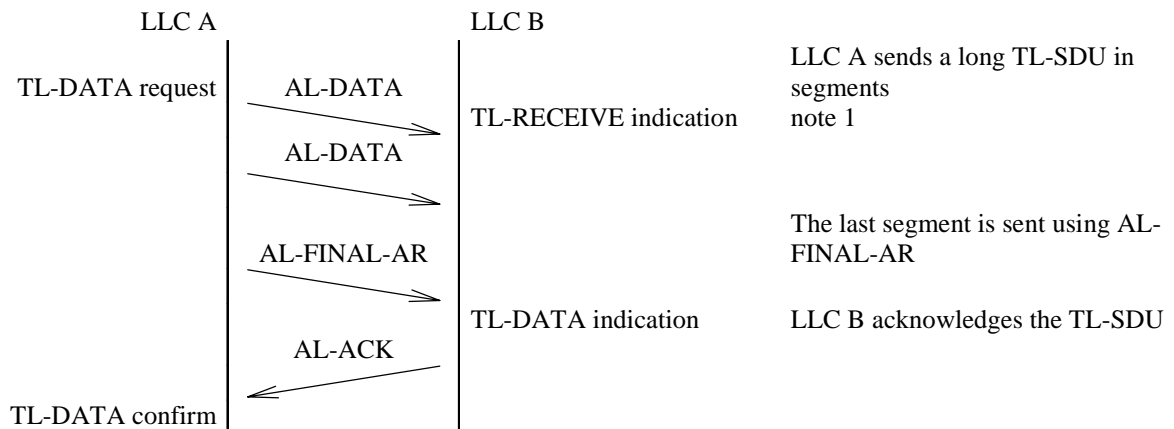 LLC A
LLC B
LLC A sends a long TL-SDU in
segments
TL-DATA request
AL-DATA
TL-RECEIVE indication
note 1
AL-DATA
The last segment is sent using AL-
FINAL-AR
AL-FINAL-AR
TL-DATA indication
LLC B acknowledges the TL-SDU
AL-ACK
TL-DATA confirm